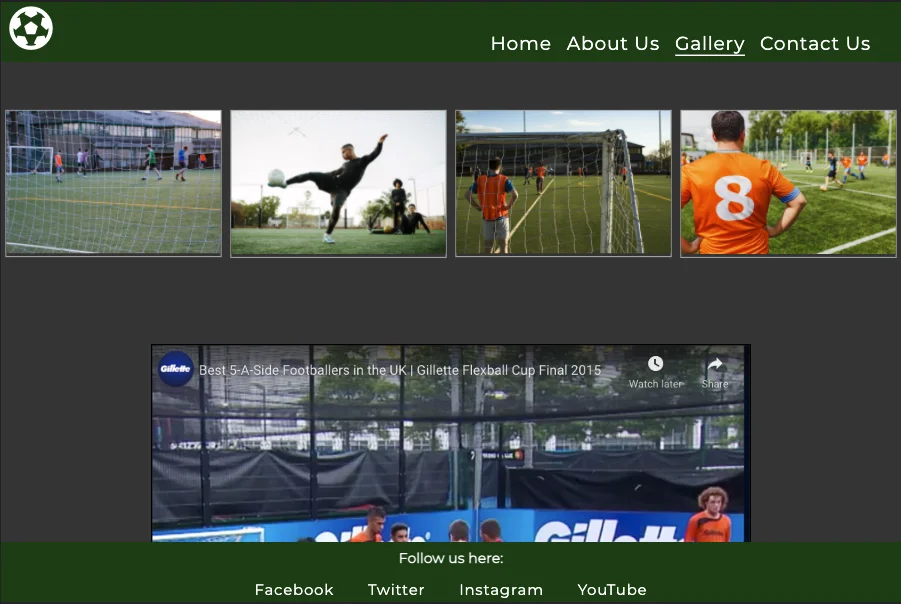 Home About Us Gallery Contact Us
8
Gillette
Best 5-A-Side Footballers in the UK | Gillette Flexball Cup Final 2015
Watch later
Share
Gillette
Follow us here:
Facebook Twitter Instagram YouTube